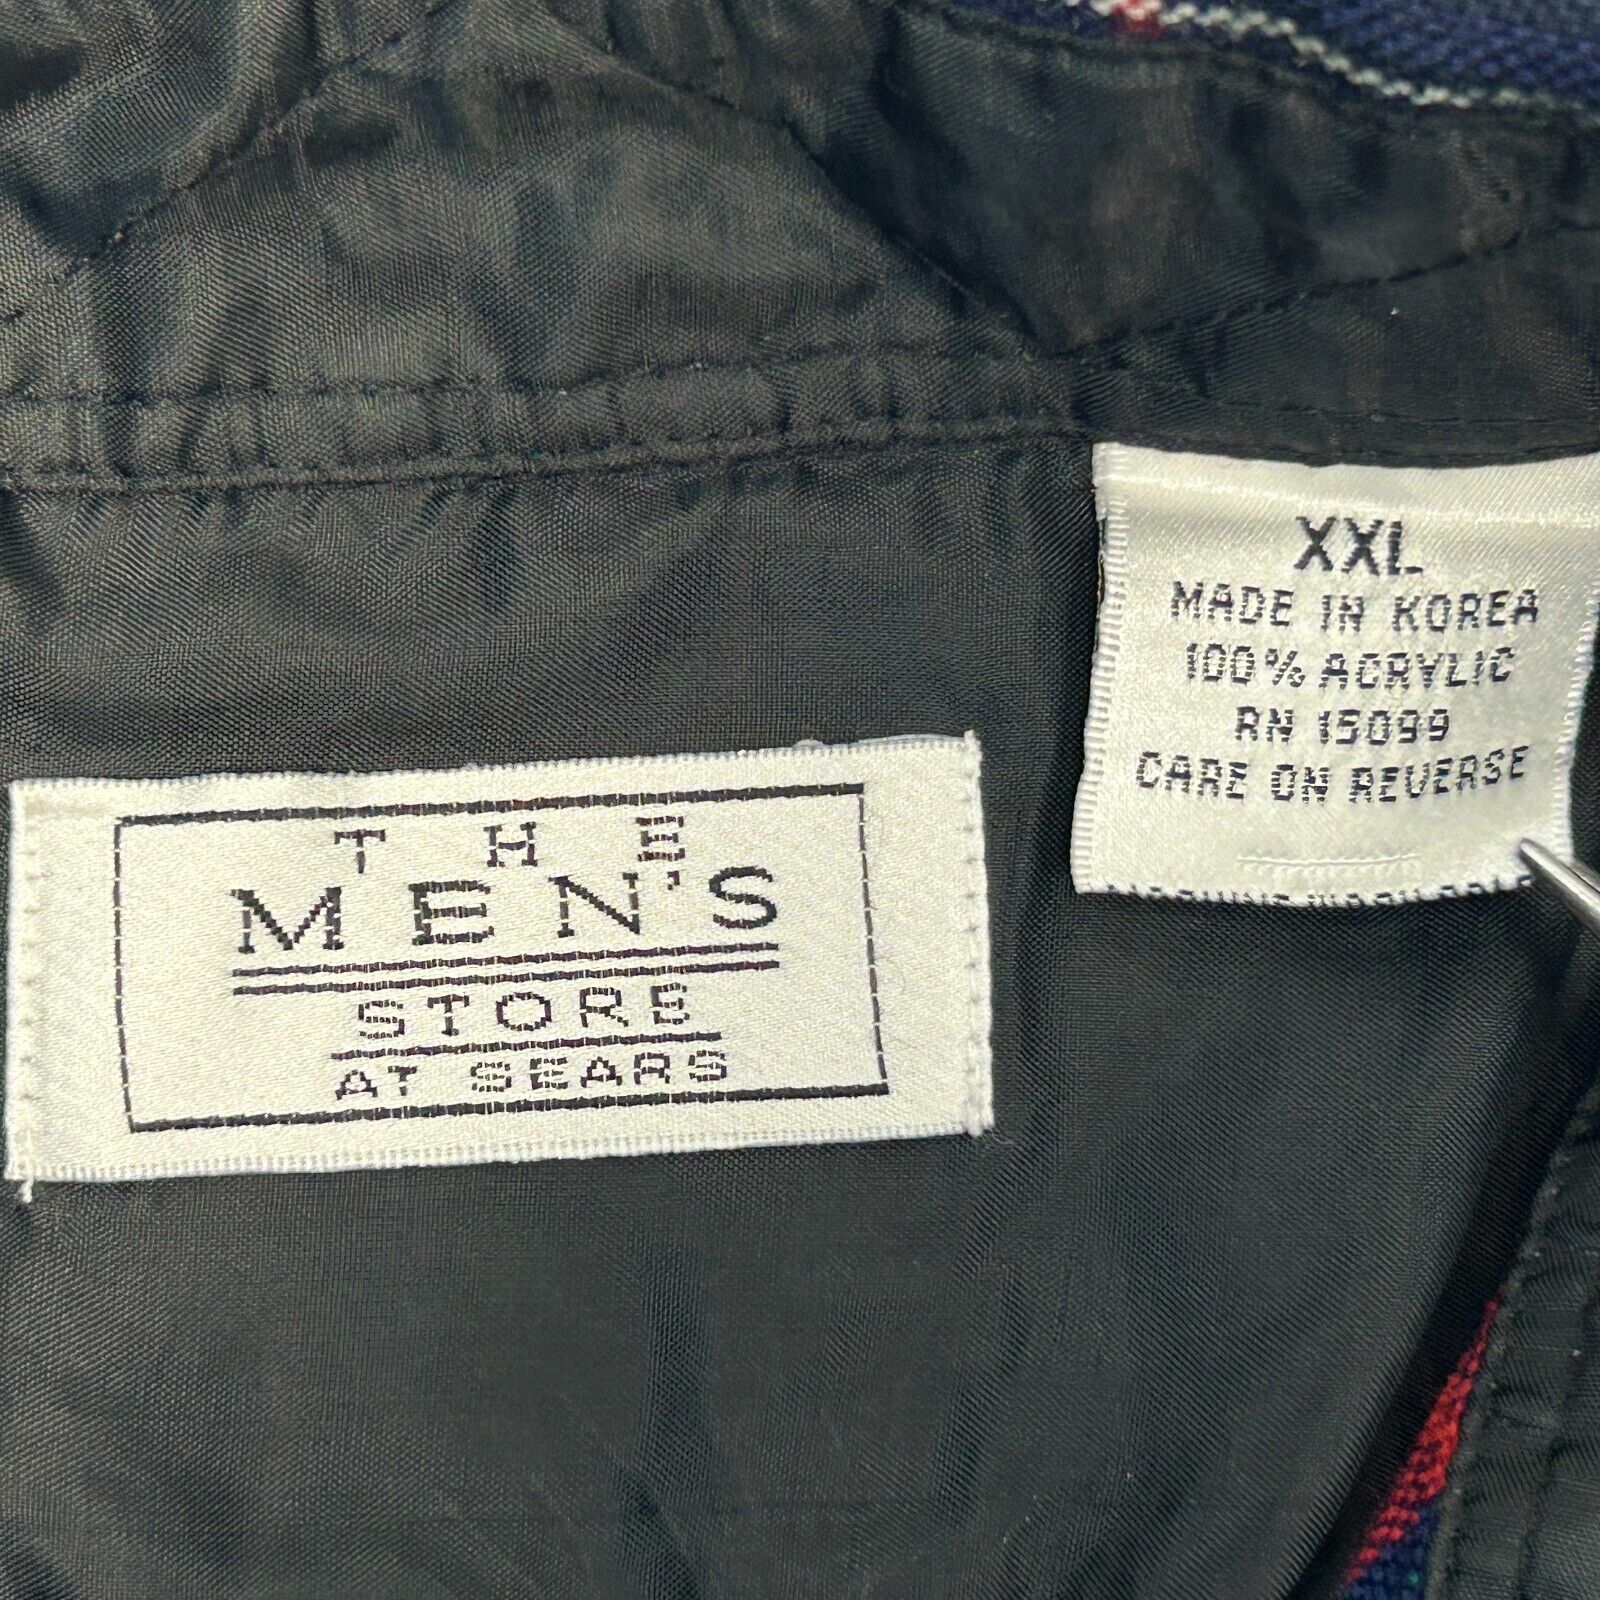 THE
MEN'S
STORE
AT SEARS
XXL
MADE IN KOREA
100% ACRYLIC
RN 15099
CARE ON REVERSE